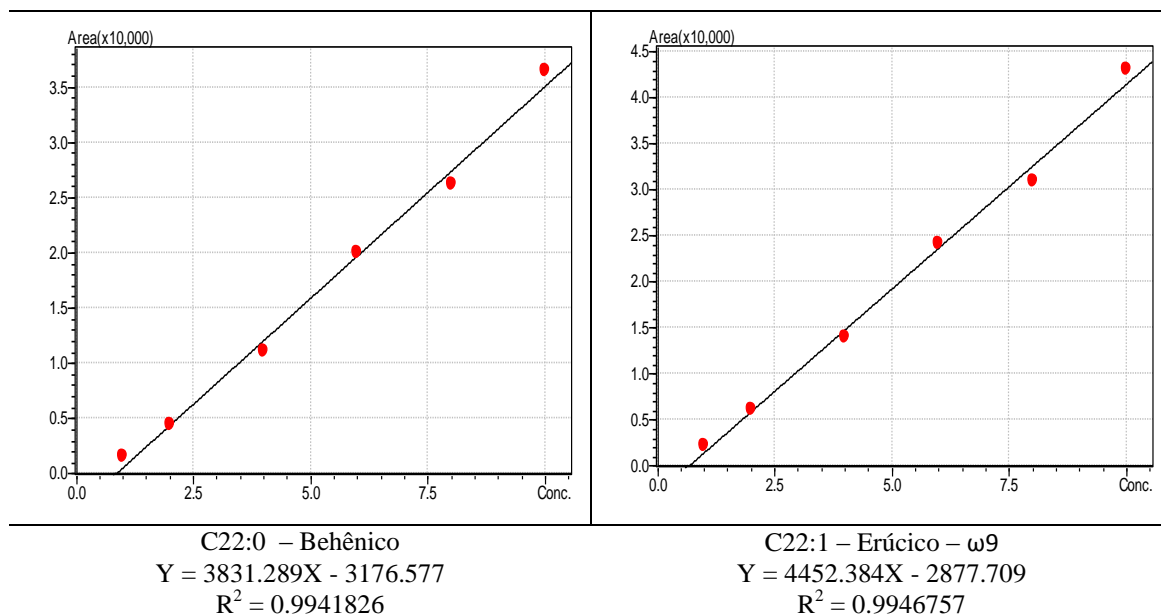 Area(x10,000)
3.5
3.0
2.5
2.0
1.5
1.0
0.5
0.0
0.0 2.5 5.0 7.5 Conc.
C22:0 – Behênico
Y = 3831.289X - 3176.577
R² = 0.9941826
Area(x10,000)
4.5
4.0
3.5
3.0
2.5
2.0
1.5
1.0
0.5
0.0
0.0 2.5 5.0 7.5 Conc.
C22:1 – Erúcico – ω9
Y = 4452.384X - 2877.709
R² = 0.9946757